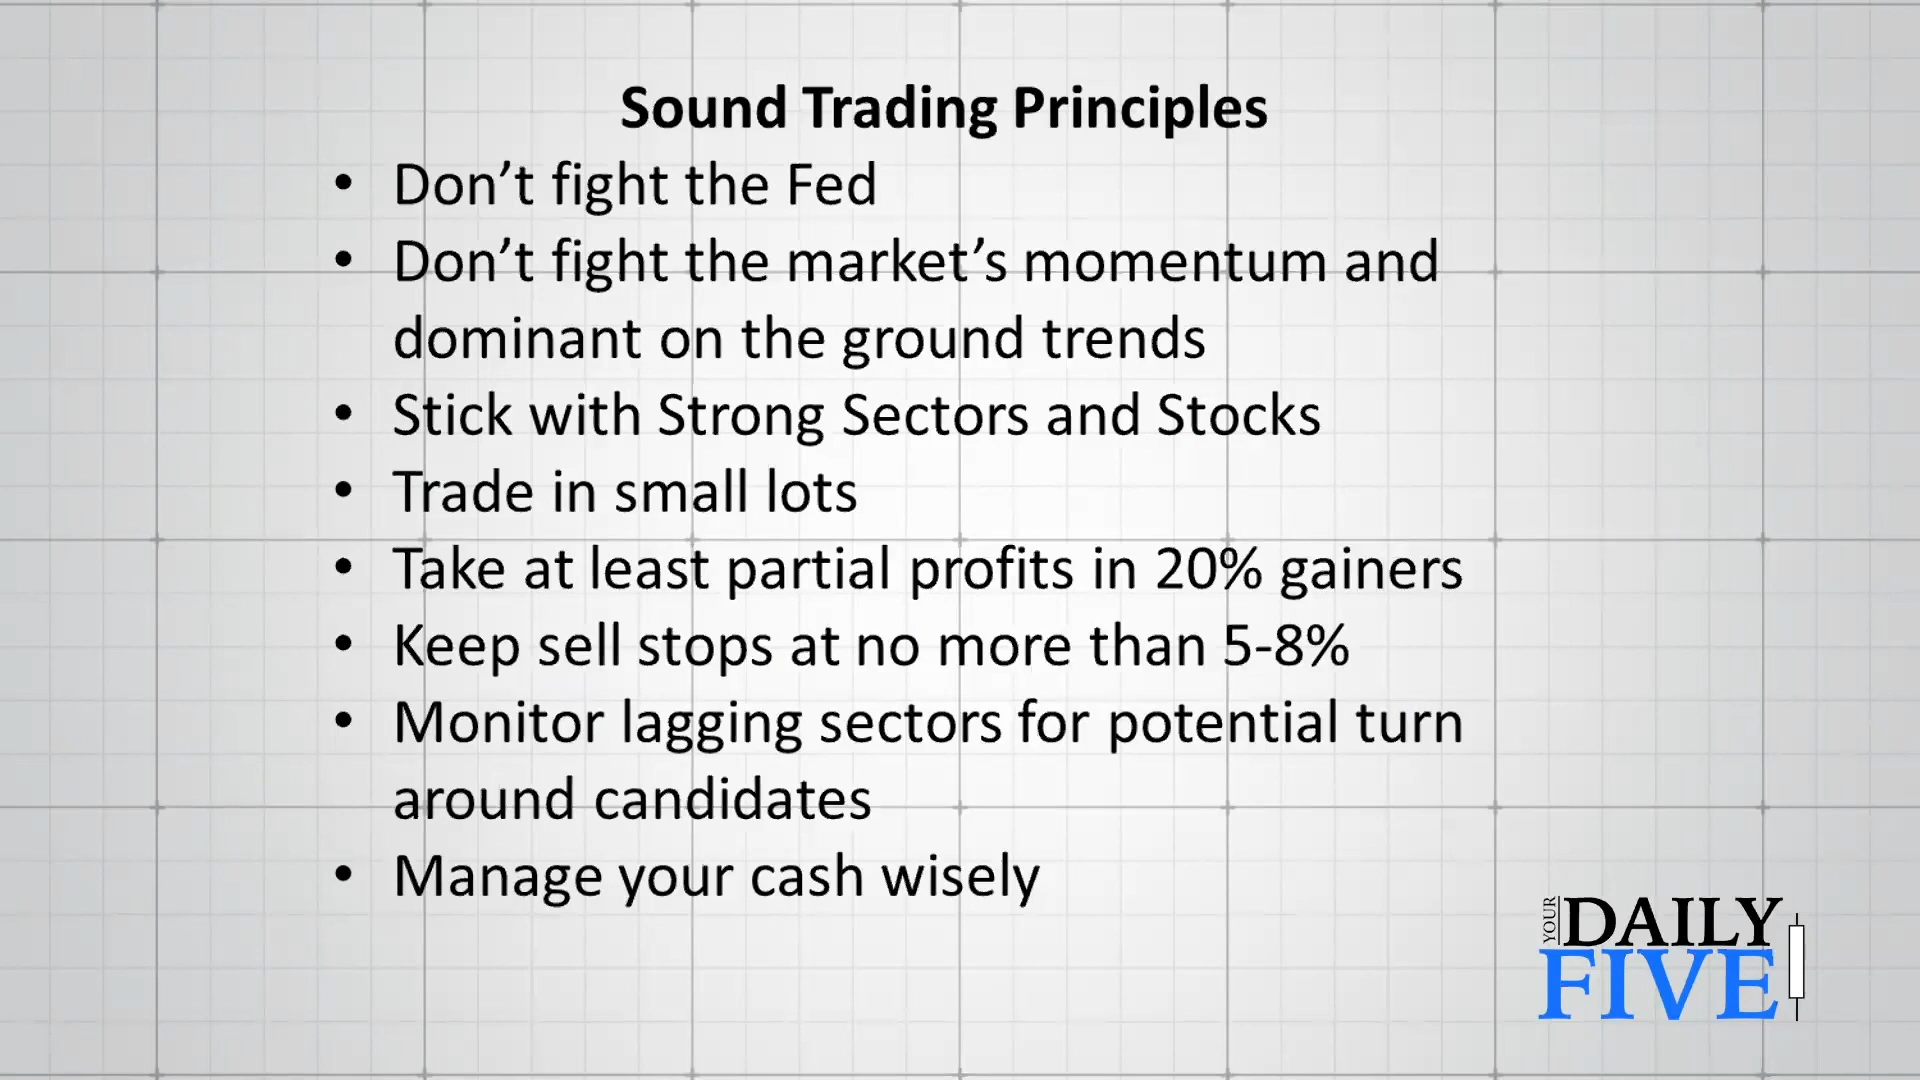 Sound Trading Principles
• Don’t fight the Fed
• Don’t fight the market’s momentum and
dominant on the ground trends
• Stick with Strong Sectors and Stocks
• Trade in small lots
• Take at least partial profits in 20% gainers
• Keep sell stops at no more than 5-8%
• Monitor lagging sectors for potential turn
around candidates
• Manage your cash wisely
YOUR DAILY
FIVE